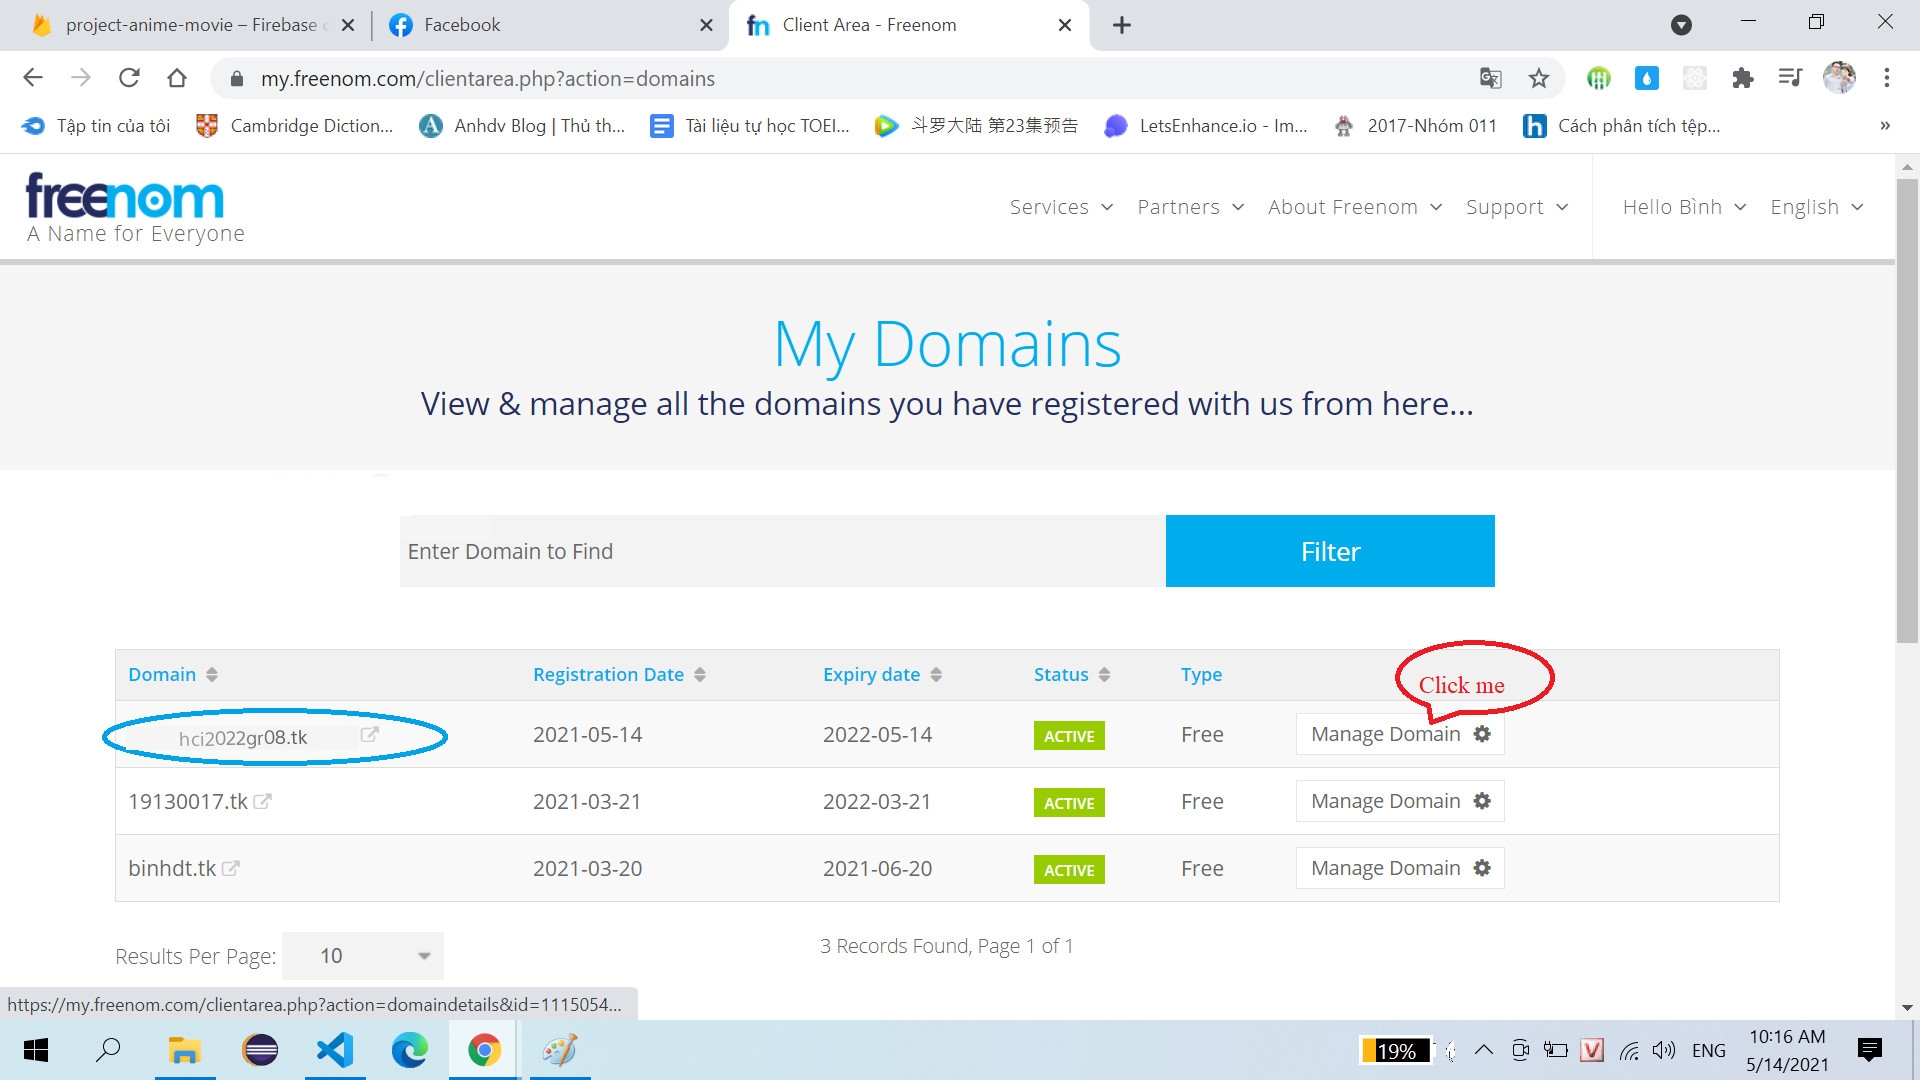 project-anime-movie – Firebase c
Facebook
Client Area - Freenom
my.freenom.com/clientarea.php?action=domains
Tập tin của tôi
Cambridge Diction...
Anhdv Blog | Thủ th...
Tài liệu tự học TOEI...
斗罗大陆 第23集预告
LetsEnhance.io - Im...
2017-Nhóm 011
Cách phân tích tệp...
freenom
A Name for Everyone
Services
Partners
About Freenom
Support
Hello Bình
English
My Domains
View & manage all the domains you have registered with us from here...
Enter Domain to Find
Filter
Domain
Registration Date
Expiry date
Status
Type
Click me
hci2022gr08.tk
2021-05-14
2022-05-14
ACTIVE
Free
Manage Domain
19130017.tk
2021-03-21
2022-03-21
ACTIVE
Free
Manage Domain
binhdt.tk
2021-03-20
2021-06-20
ACTIVE
Free
Manage Domain
Results Per Page:
10
3 Records Found, Page 1 of 1
https://my.freenom.com/clientarea.php?action=domaindetails&id=1115054...
19%
ENG
10:16 AM
5/14/2021